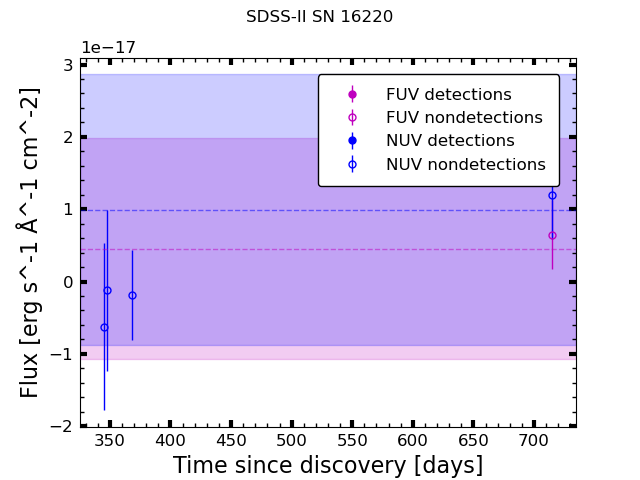 SDSS-II SN 16220
1e−17
3
2
1
0
−1
−2
Flux [erg s^-1 Å^-1 cm^-2]
FUV detections
FUV nondetections
NUV detections
NUV nondetections
350 400 450 500 550 600 650 700
Time since discovery [days]